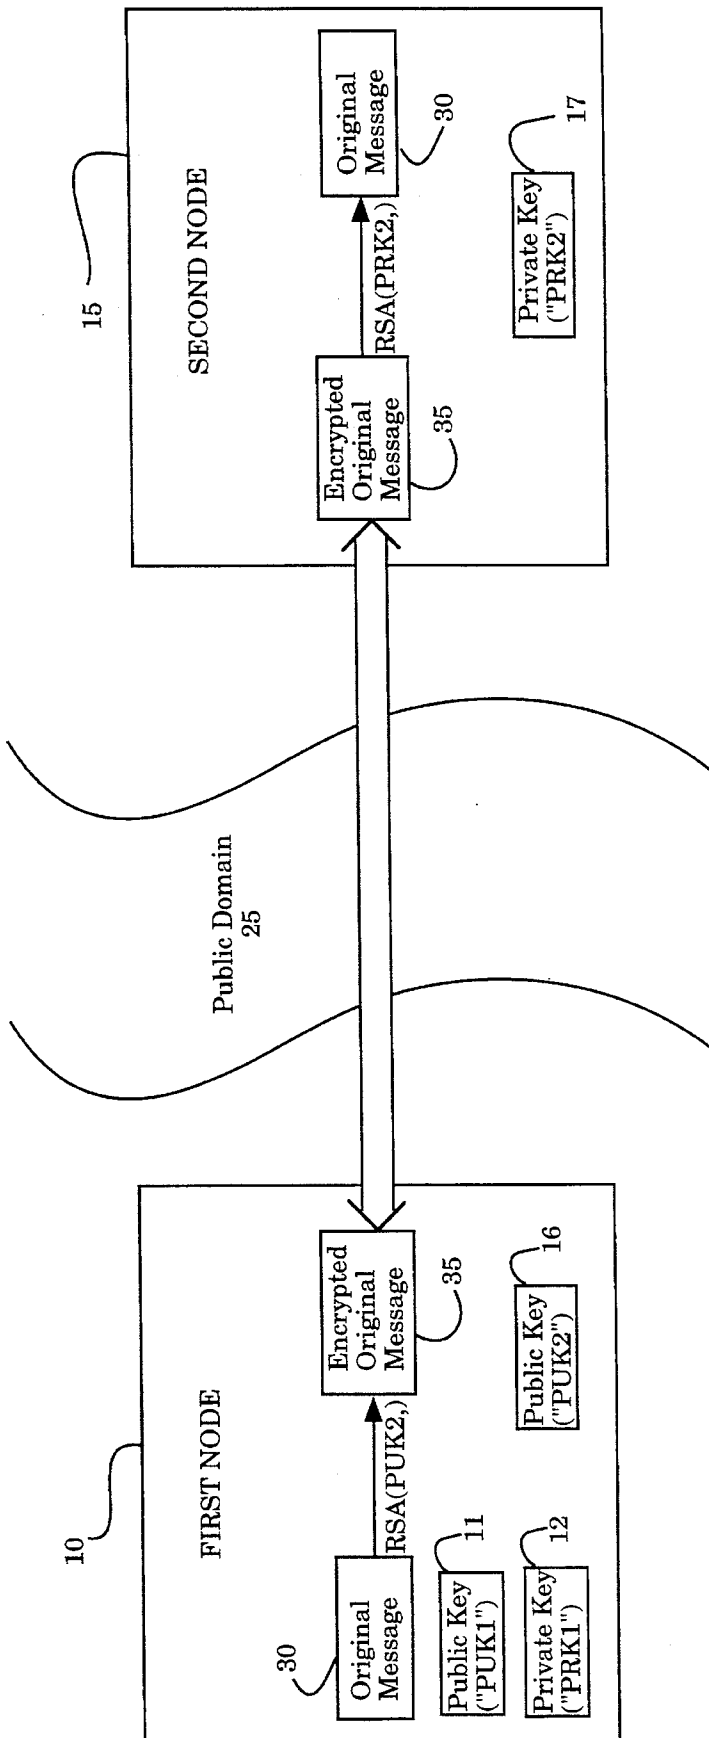 10
FIRST NODE
30
Original
Message
RSA(PUK2,)
Encrypted
Original
Message
35
Public Key
("PUK1")
11
Private Key
("PRK1")
12
Public Key
("PUK2")
16
Public Domain
25
15
SECOND NODE
Encrypted
Original
Message
35
RSA(PRK2,)
Original
Message
30
Private Key
("PRK2")
17